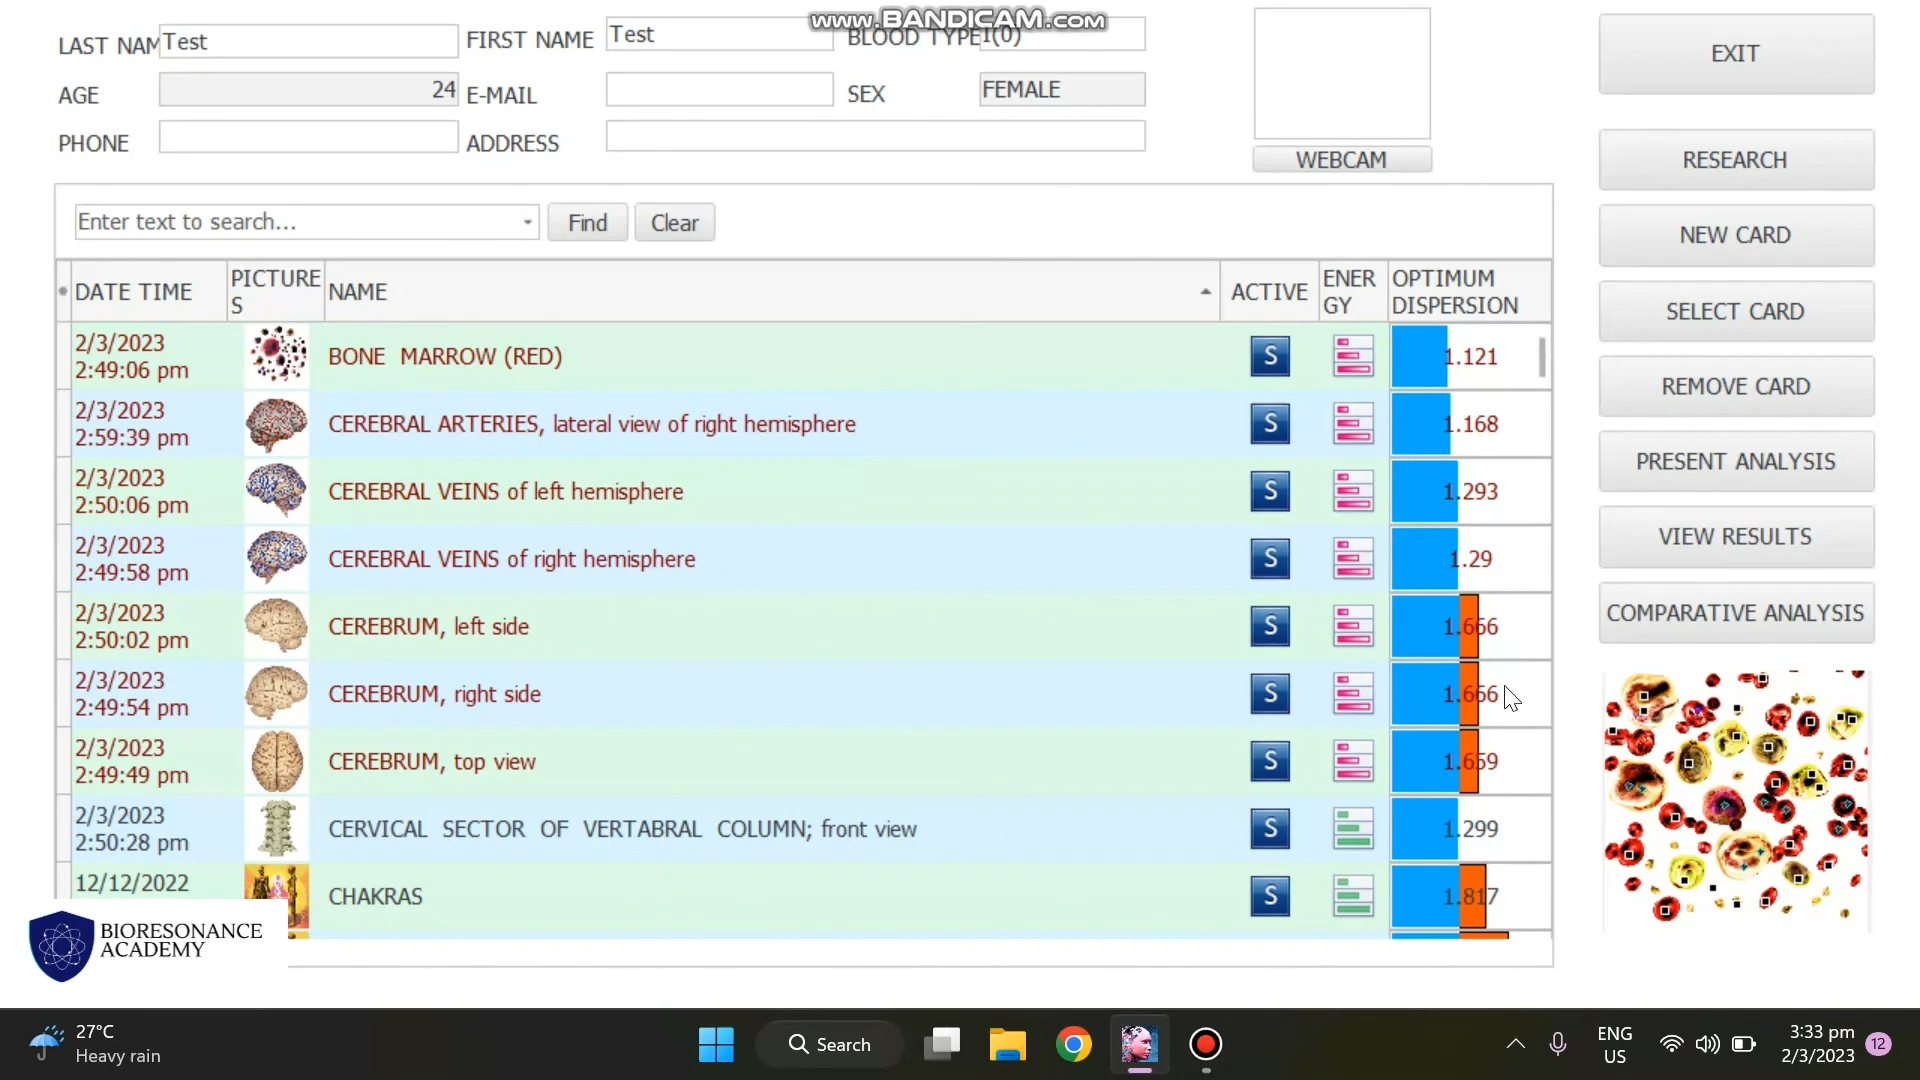 www.BANDICAM.com
LAST NAM Test FIRST NAME Test BLOOD TYPE I(0)
AGE 24 E-MAIL SEX FEMALE
PHONE ADDRESS
WEBCAM
EXIT
RESEARCH
NEW CARD
SELECT CARD
REMOVE CARD
PRESENT ANALYSIS
VIEW RESULTS
COMPARATIVE ANALYSIS
Enter text to search... Find Clear
DATE TIME PICTURE
S NAME ACTIVE ENER
GY OPTIMUM
DISPERSION
2/3/2023
2:49:06 pm BONE MARROW (RED) S 1.121
2/3/2023
2:59:39 pm CEREBRAL ARTERIES, lateral view of right hemisphere S 1.168
2/3/2023
2:50:06 pm CEREBRAL VEINS of left hemisphere S 1.293
2/3/2023
2:49:58 pm CEREBRAL VEINS of right hemisphere S 1.29
2/3/2023
2:50:02 pm CEREBRUM, left side S 1.666
2/3/2023
2:49:54 pm CEREBRUM, right side S 1.666
2/3/2023
2:49:49 pm CEREBRUM, top view S 1.659
2/3/2023
2:50:28 pm CERVICAL SECTOR OF VERTABRAL COLUMN; front view S 1.299
12/12/2022 CHAKRAS S 1.817
BIORESONANCE
ACADEMY
27°C
Heavy rain
Search
ENG
US
3:33 pm
2/3/2023
12